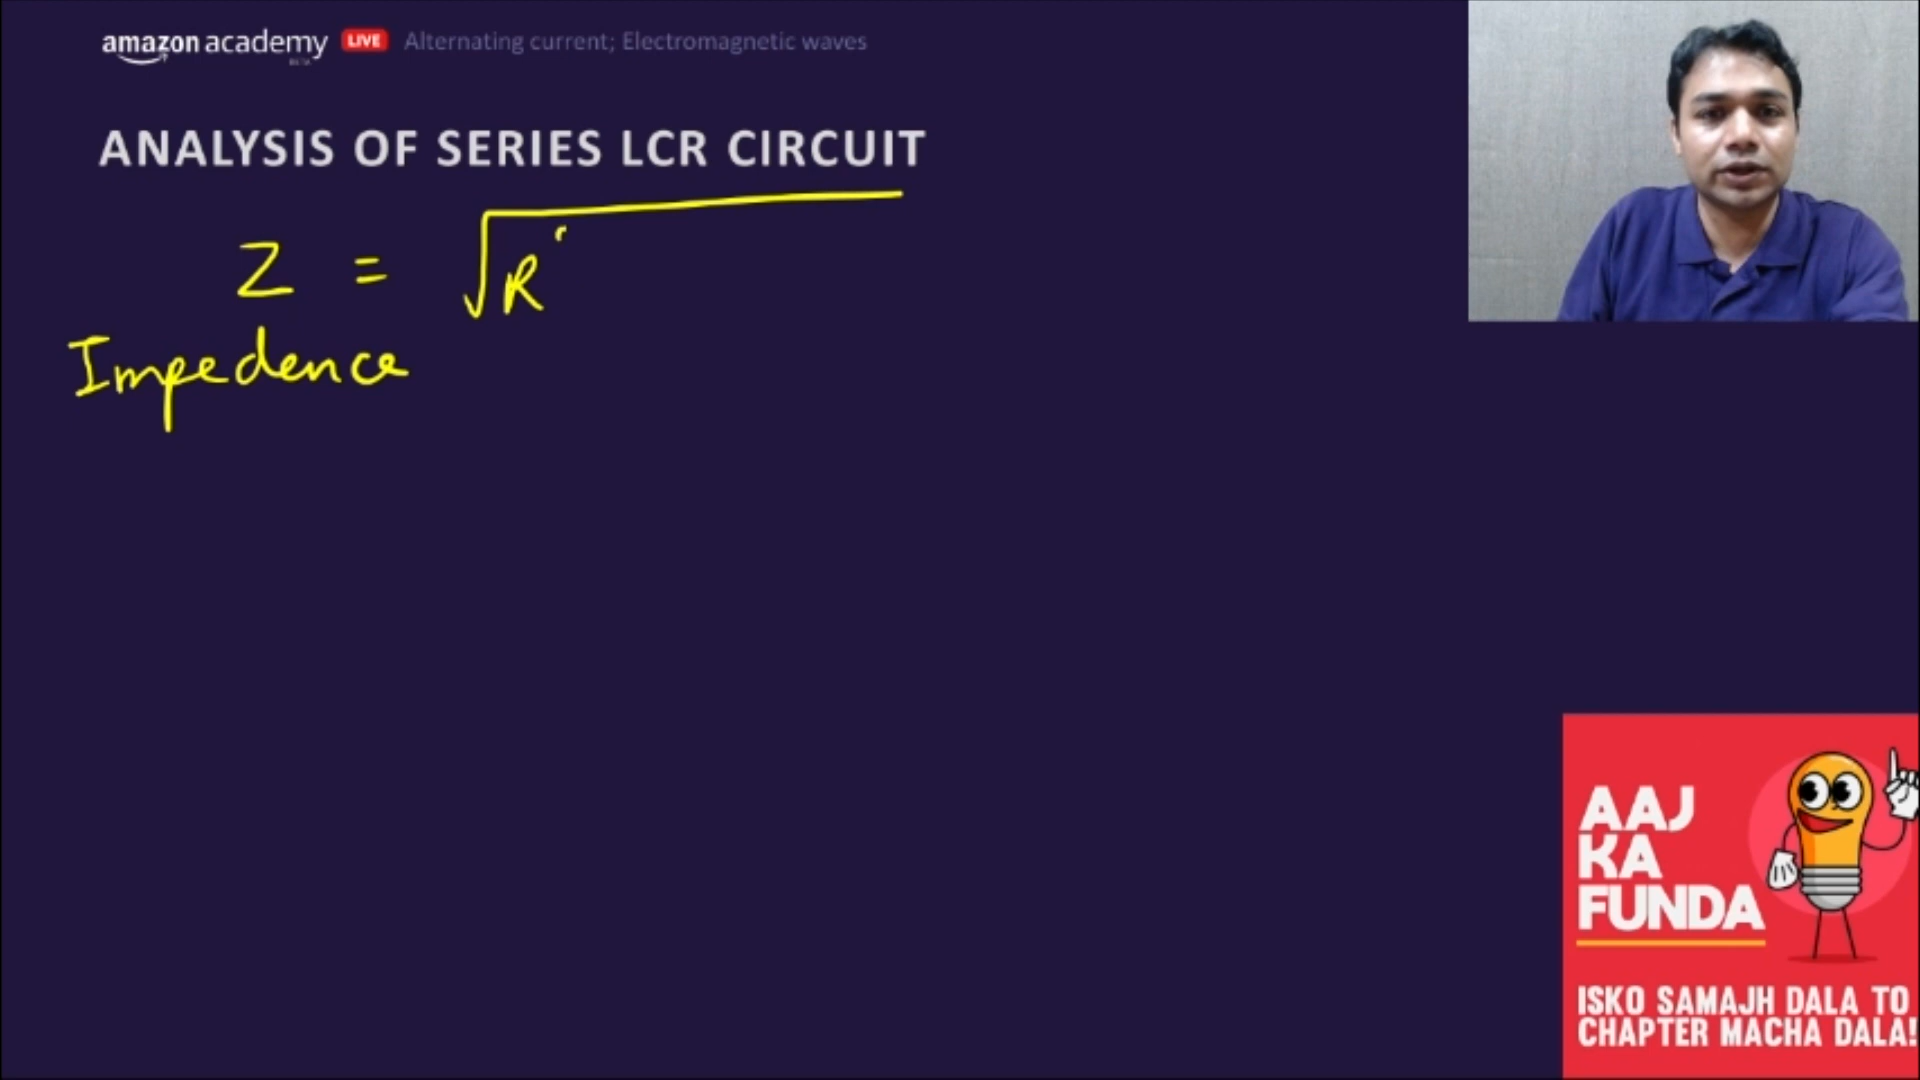 amazon academy LIVE Alternating current; Electromagnetic waves
BETA
ANALYSIS OF SERIES LCR CIRCUIT
Z = √R
Impedence
AAJ
KA
FUNDA
ISKO SAMAJH DALA TO
CHAPTER MACHA DALA!